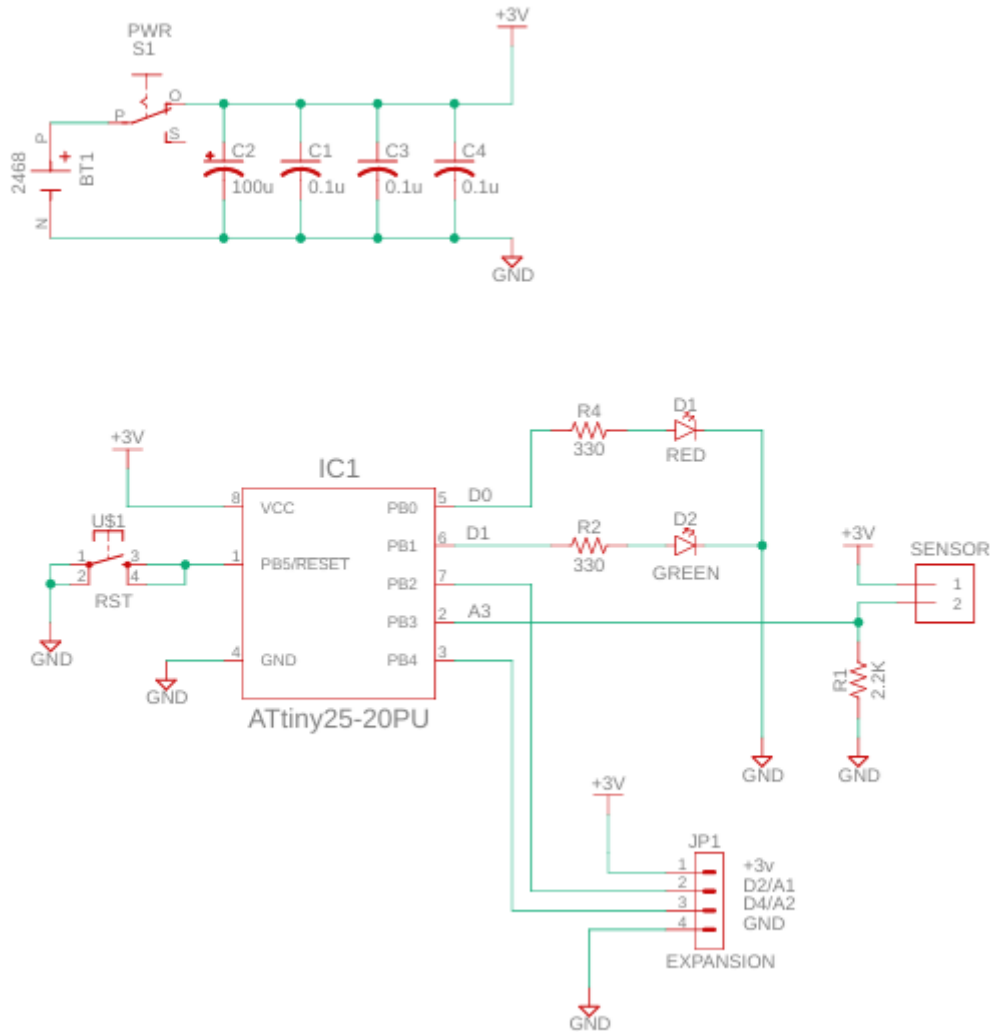 +3V
PWR
S1
O
P
S
P
+
2468
BT1
N
C2
100u
C1
0.1u
C3
0.1u
C4
0.1u
GND
+3V
IC1
8
VCC
U$1
1
3
2
4
RST
1
PB5/RESET
GND
4
GND
GND
PB0
5
D0
PB1
6
D1
PB2
7
PB3
2
A3
PB4
3
ATtiny25-20PU
R4
330
D1
RED
R2
330
D2
GREEN
GND
+3V
SENSOR
1
2
R1
2.2K
GND
+3V
JP1
1
+3v
2
D2/A1
3
D4/A2
4
GND
EXPANSION
GND